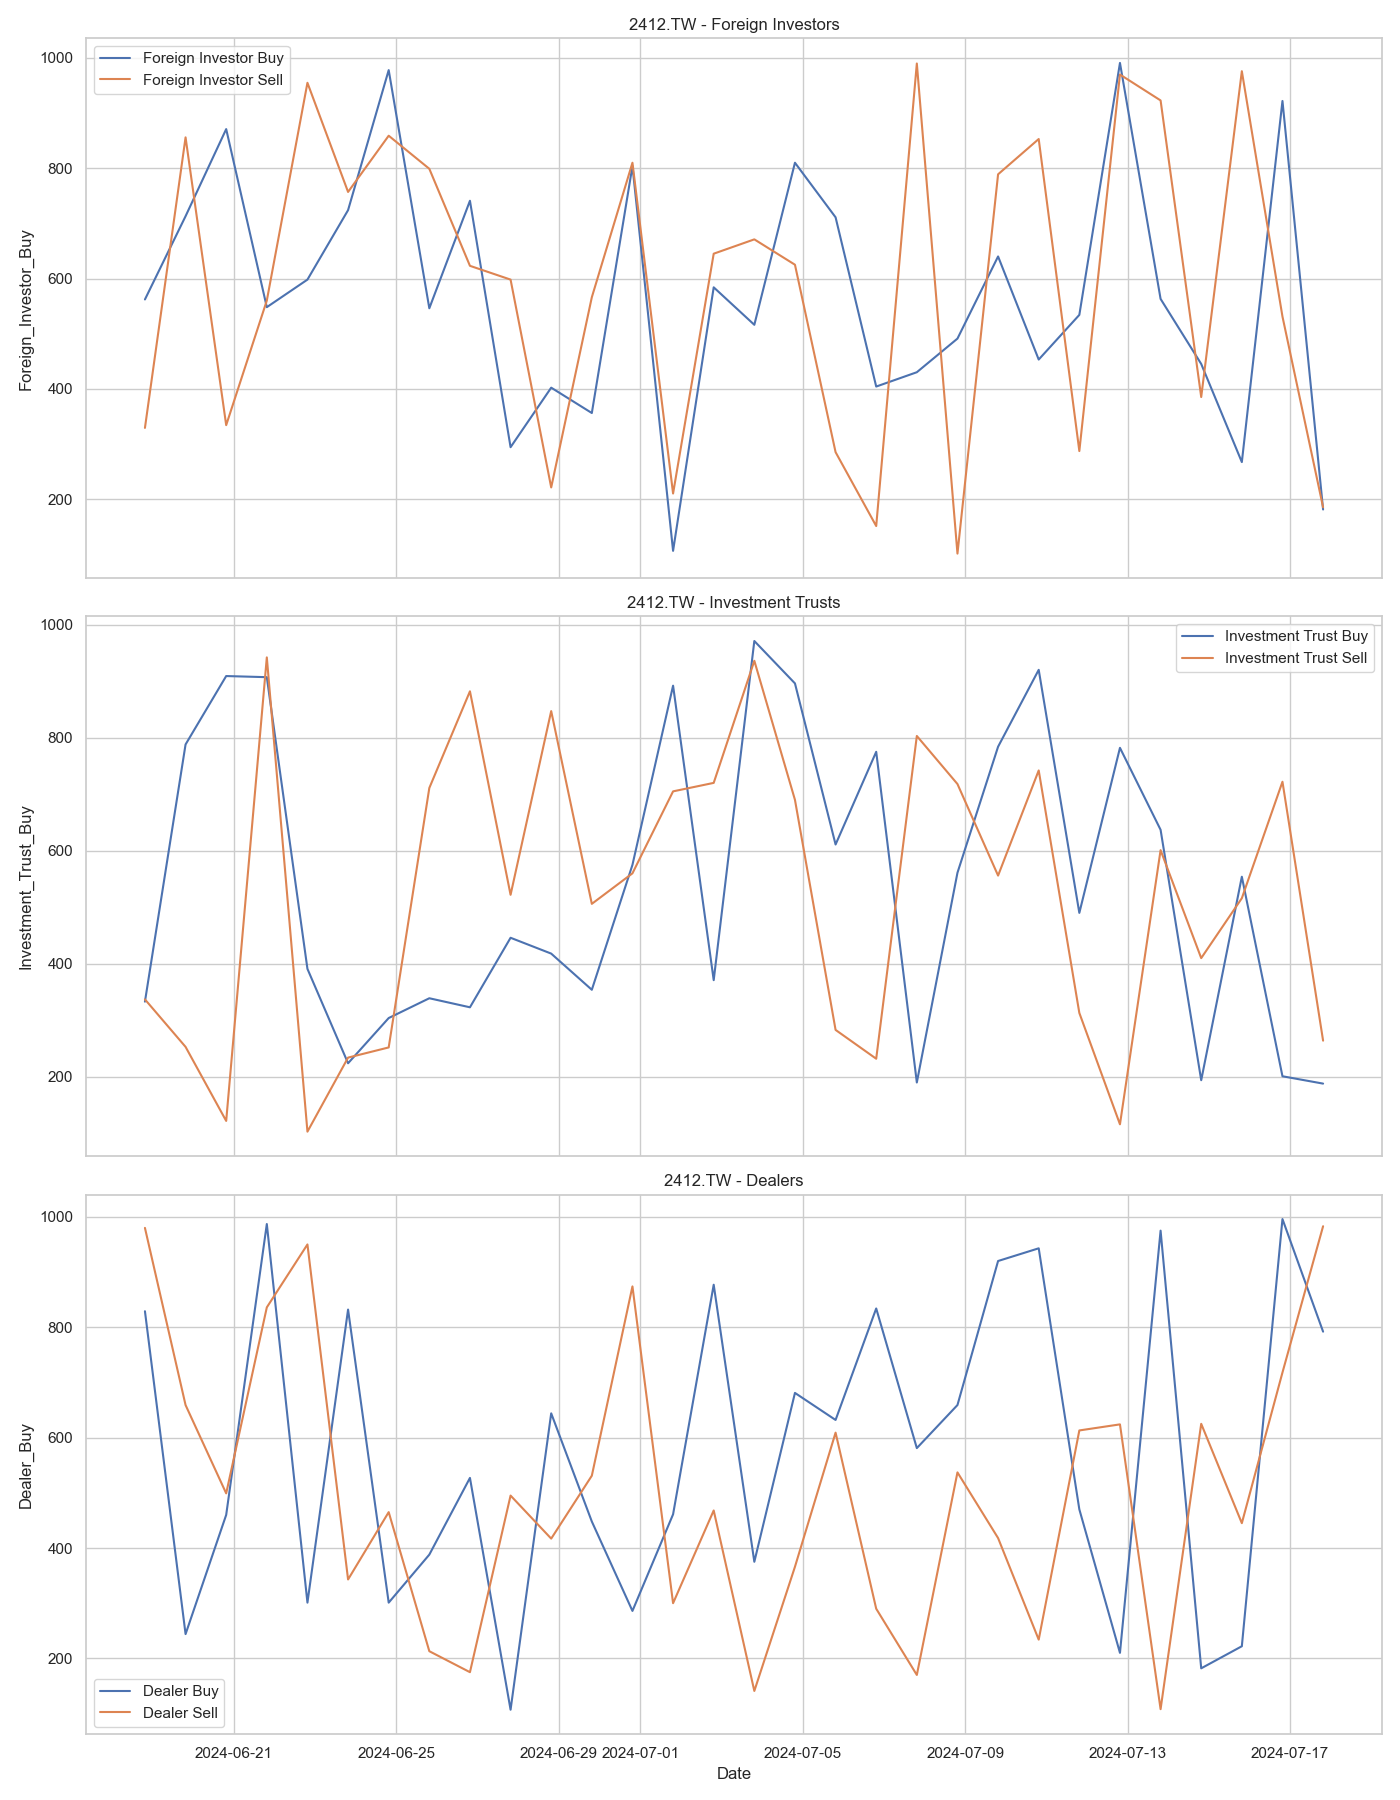 2412.TW - Foreign Investors
Foreign Investor Buy
Foreign Investor Sell
Foreign_Investor_Buy
1000
800
600
400
200
2412.TW - Investment Trusts
Investment Trust Buy
Investment Trust Sell
Investment_Trust_Buy
1000
800
600
400
200
2412.TW - Dealers
Dealer_Buy
1000
800
600
400
200
Dealer Buy
Dealer Sell
2024-06-21 2024-06-25 2024-06-29 2024-07-01 2024-07-05 2024-07-09 2024-07-13 2024-07-17
Date